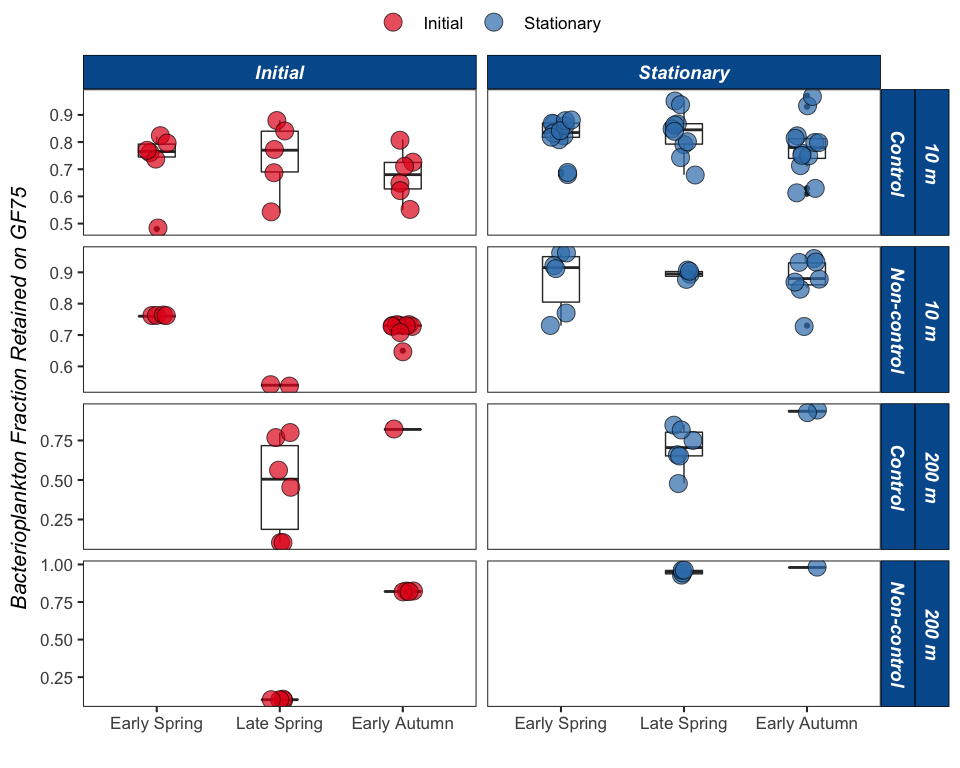 Initial Stationary
Initial Stationary
Bacterioplankton Fraction Retained on GF75
0.9
0.8
0.7
0.6
0.5
Control
10 m
0.9
0.8
0.7
0.6
Non-control
10 m
0.75
0.50
0.25
Control
200 m
1.00
0.75
0.50
0.25
Non-control
200 m
Early Spring Late Spring Early Autumn Early Spring Late Spring Early Autumn